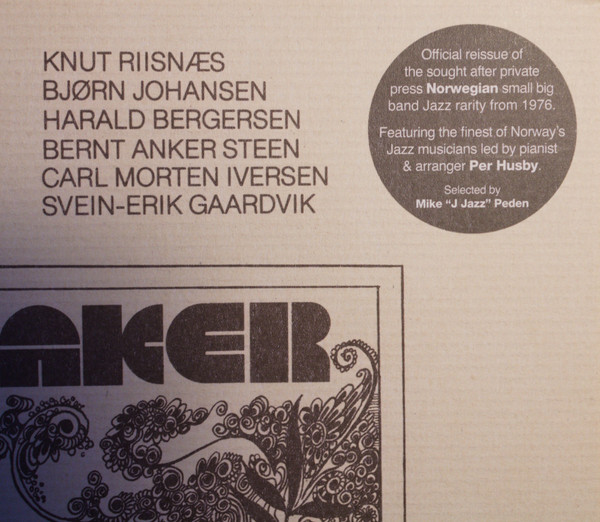 KNUT RIISNÆS
BJØRN JOHANSEN
HARALD BERGERSEN
BERNT ANKER STEEN
CARL MORTEN IVERSEN
SVEIN-ERIK GAARDVIK
Official reissue of
the sought after private
press Norwegian small big
band Jazz rarity from 1976.
Featuring the finest of Norway's
Jazz musicians led by pianist
& arranger Per Husby.
Selected by
Mike "J Jazz" Peden
AKER